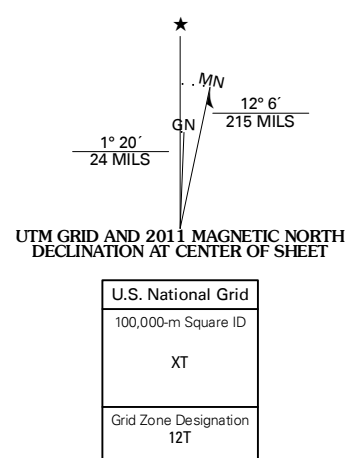 ★
MN
12° 6´
215 MILS
GN
1° 20´
24 MILS
UTM GRID AND 2011 MAGNETIC NORTH
DECLINATION AT CENTER OF SHEET
U.S. National Grid
100,000-m Square ID
XT
Grid Zone Designation
12T